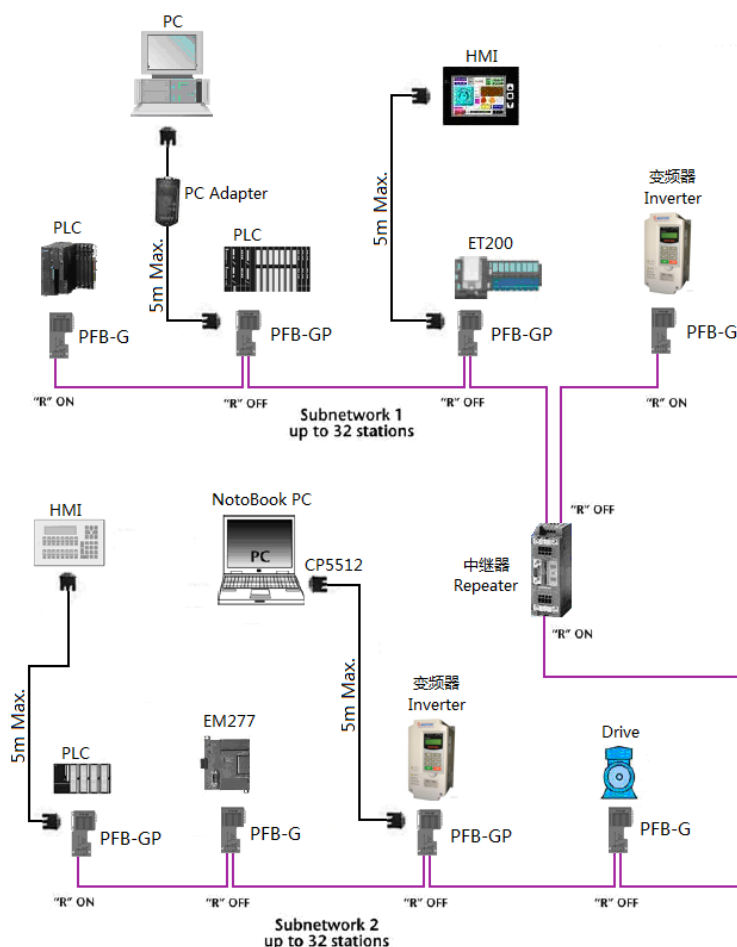 PC
HMI
变频器
Inverter
PC Adapter
PLC
PLC
ET200
5m Max.
5m Max.
PFB-G
PFB-GP
PFB-GP
PFB-G
"R" ON
"R" OFF
"R" OFF
"R" ON
Subnetwork 1
up to 32 stations
HMI
NotoBook PC
PC
CP5512
"R" OFF
中继器
Repeater
"R" ON
5m Max.
5m Max.
变频器
Inverter
PLC
EM277
Drive
PFB-GP
PFB-G
PFB-GP
PFB-G
"R" ON
"R" OFF
"R" OFF
"R" OFF
Subnetwork 2
up to 32 stations